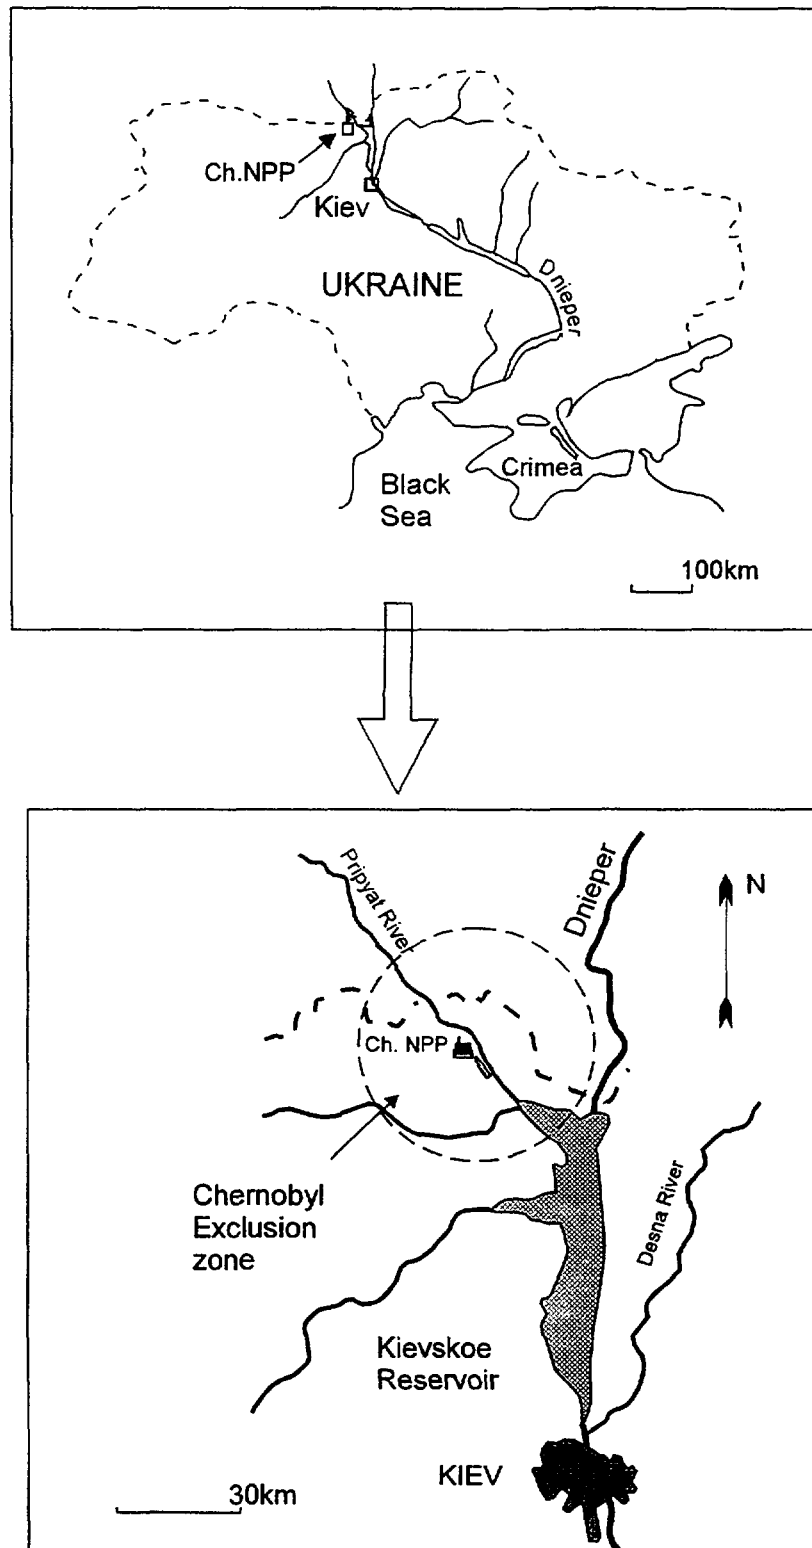 Ch.NPP
Kiev
UKRAINE
Dnieper
Crimea
Black
Sea
100km
Pripyat River
Dnieper
N
Ch. NPP
Chernobyl
Exclusion
zone
Desna River
Kievskoe
Reservoir
KIEV
30km